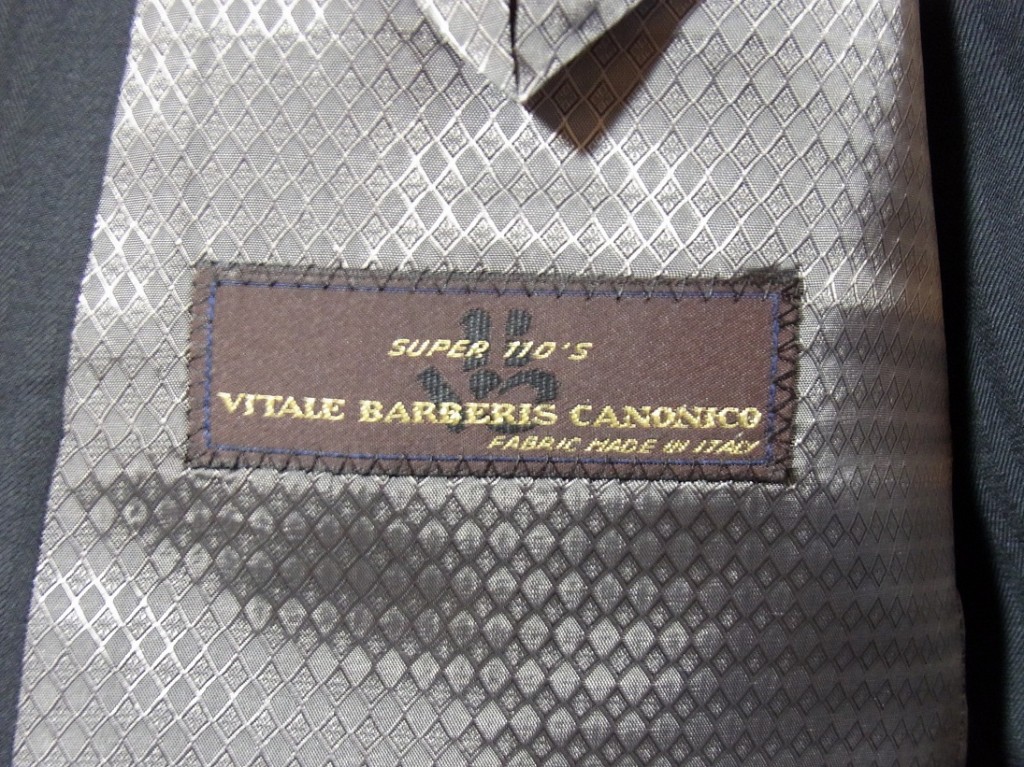 SUPER 110'S
VITALE BARBERIS CANONICO
FABRIC MADE IN ITALY